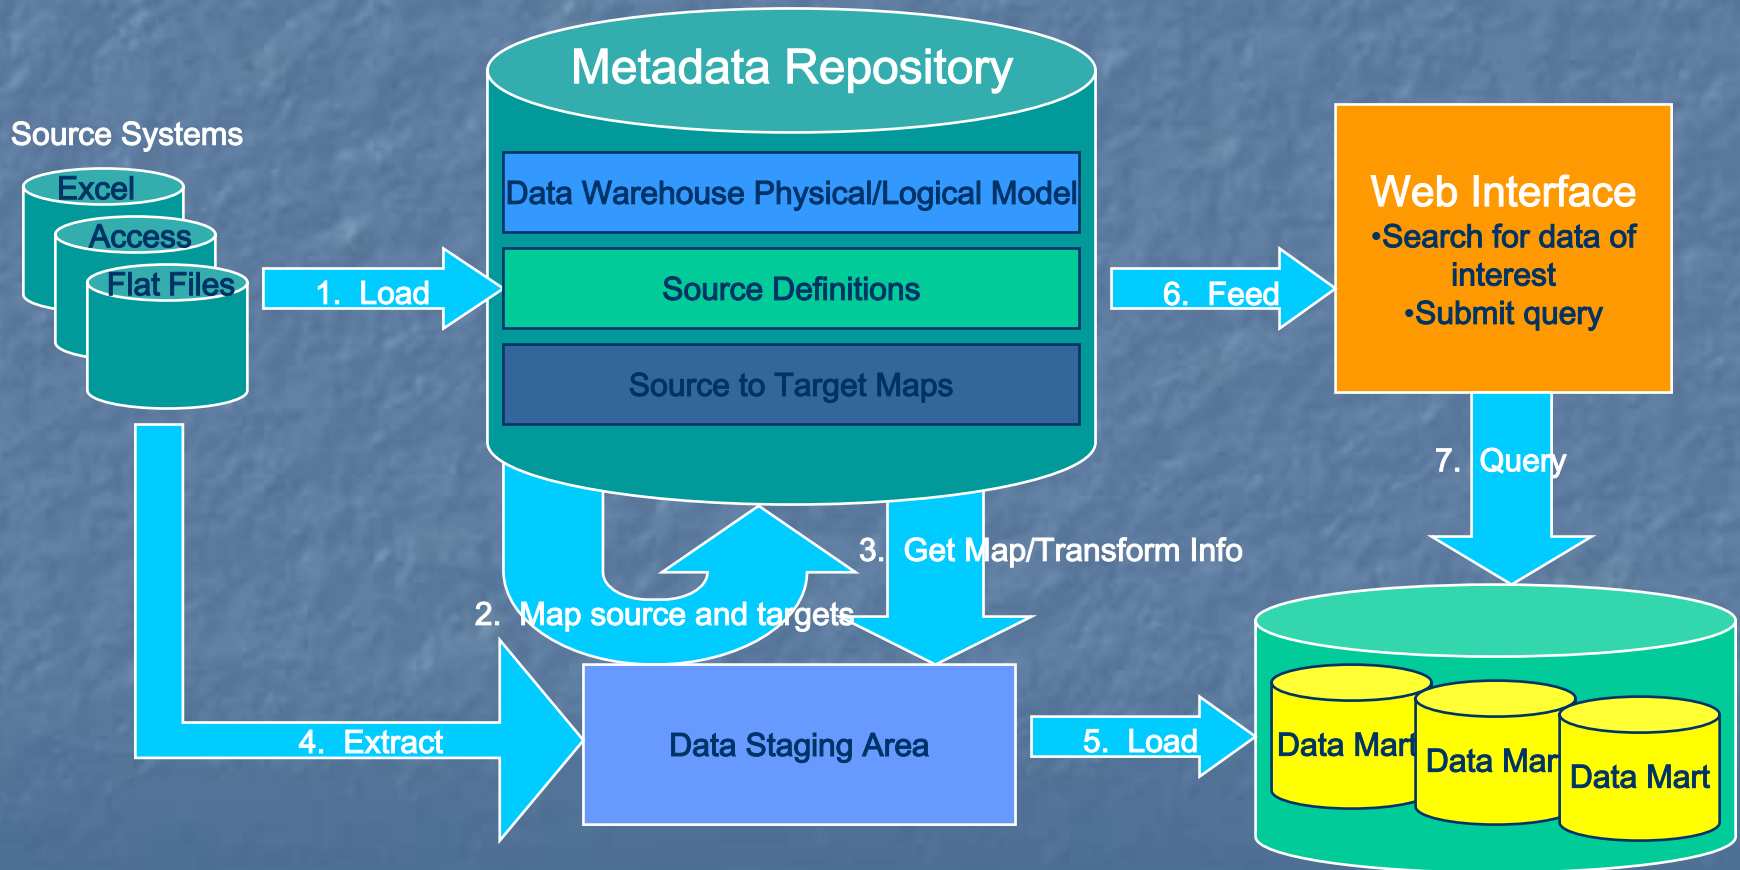 Metadata Repository
Source Systems
Excel
Access
Flat Files
1. Load
Data Warehouse Physical/Logical Model
Source Definitions
Source to Target Maps
6. Feed
Web Interface
•Search for data of
interest
•Submit query
7. Query
3. Get Map/Transform Info
2. Map source and targets
4. Extract
Data Staging Area
5. Load
Data Mart
Data Mar
Data Mart